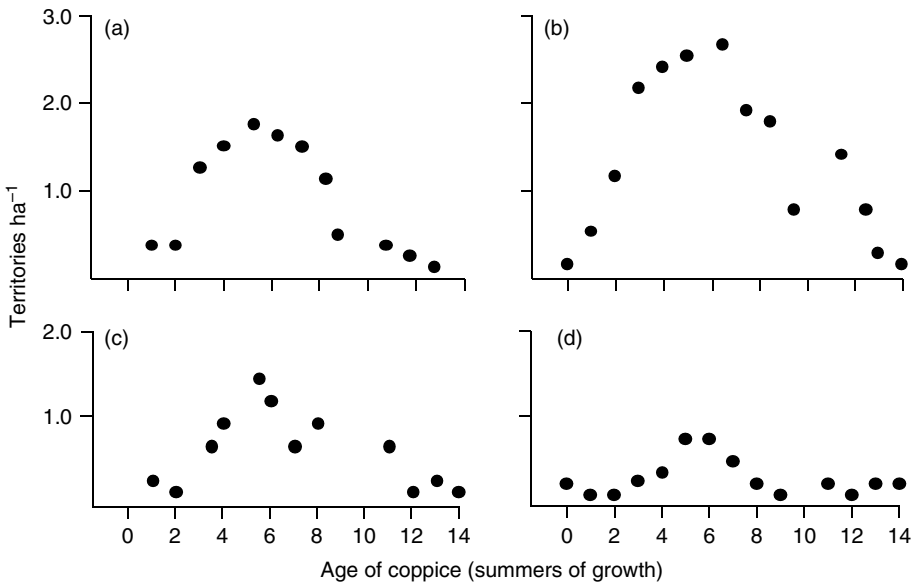 3.0
(a)
(b)
2.0
1.0
Territories ha⁻¹
2.0
(c)
(d)
1.0
0 2 4 6 8 10 12 14
0 2 4 6 8 10 12 14
Age of coppice (summers of growth)